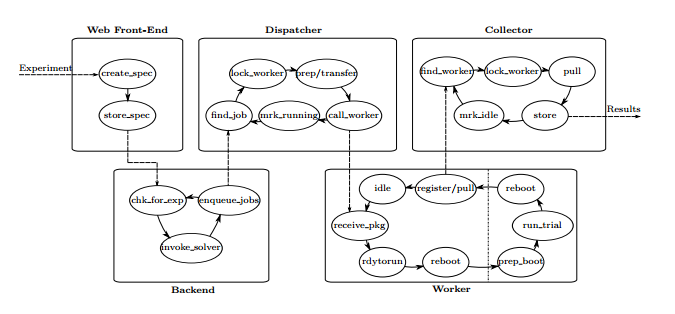 Web Front-End
Dispatcher
Collector
Experiment
create_spec
store_spec
lock_worker
prep/transfer
find_job
mrk_running
call_worker
find_worker
lock_worker
pull
mrk_idle
store
Results
chk_for_exp
enqueue_jobs
invoke_solver
Backend
idle
register/pull
reboot
receive_pkg
run_trial
rdytorun
reboot
prep_boot
Worker